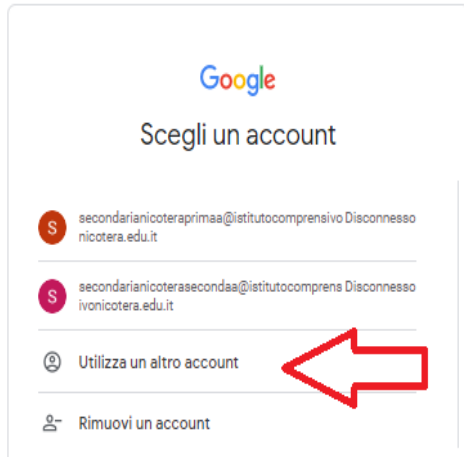 Google
Scegli un account
S
secondarianicoteraprimaa@istitutocomprensivo Disconnesso
nicotera.edu.it
S
secondarianicoterasecondaa@istitutocomprens Disconnesso
ivonicotera.edu.it
Utilizza un altro account
Rimuovi un account